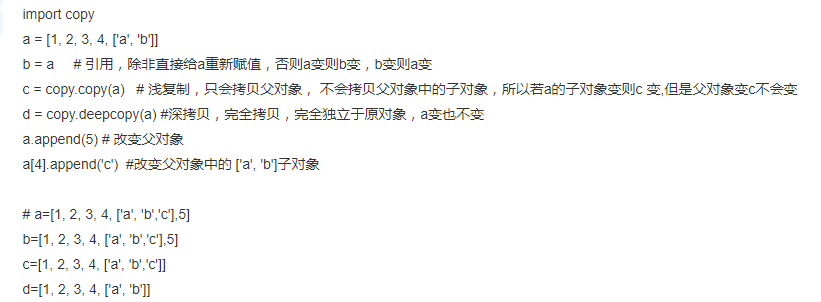 import copy
a = [1, 2, 3, 4, ['a', 'b']]
b = a     # 引用，除非直接给a重新赋值，否则a变则b变，b变则a变
c = copy.copy(a)   # 浅复制，只会拷贝父对象， 不会拷贝父对象中的子对象，所以若a的子对象变则c 变,但是父对象变c不会变
d = copy.deepcopy(a) #深拷贝，完全拷贝，完全独立于原对象，a变也不变
a.append(5) # 改变父对象
a[4].append('c')  #改变父对象中的 ['a', 'b']子对象
# a=[1, 2, 3, 4, ['a', 'b','c'],5]
b=[1, 2, 3, 4, ['a', 'b','c'],5]
c=[1, 2, 3, 4, ['a', 'b','c']]
d=[1, 2, 3, 4, ['a', 'b']]